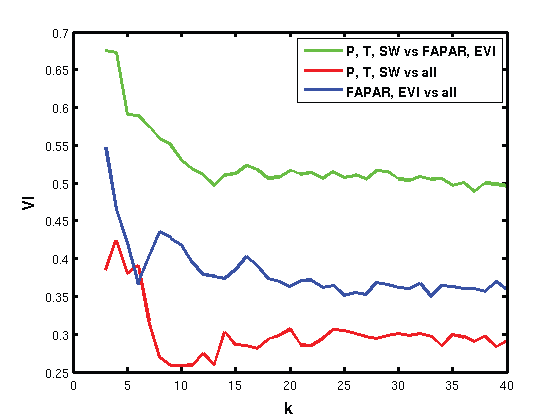 0.7
0.65
0.6
0.55
0.5
0.45
0.4
0.35
0.3
0.25
VI
P, T, SW vs FAPAR, EVI
P, T, SW vs all
FAPAR, EVI vs all
0 5 10 15 20 25 30 35 40
k